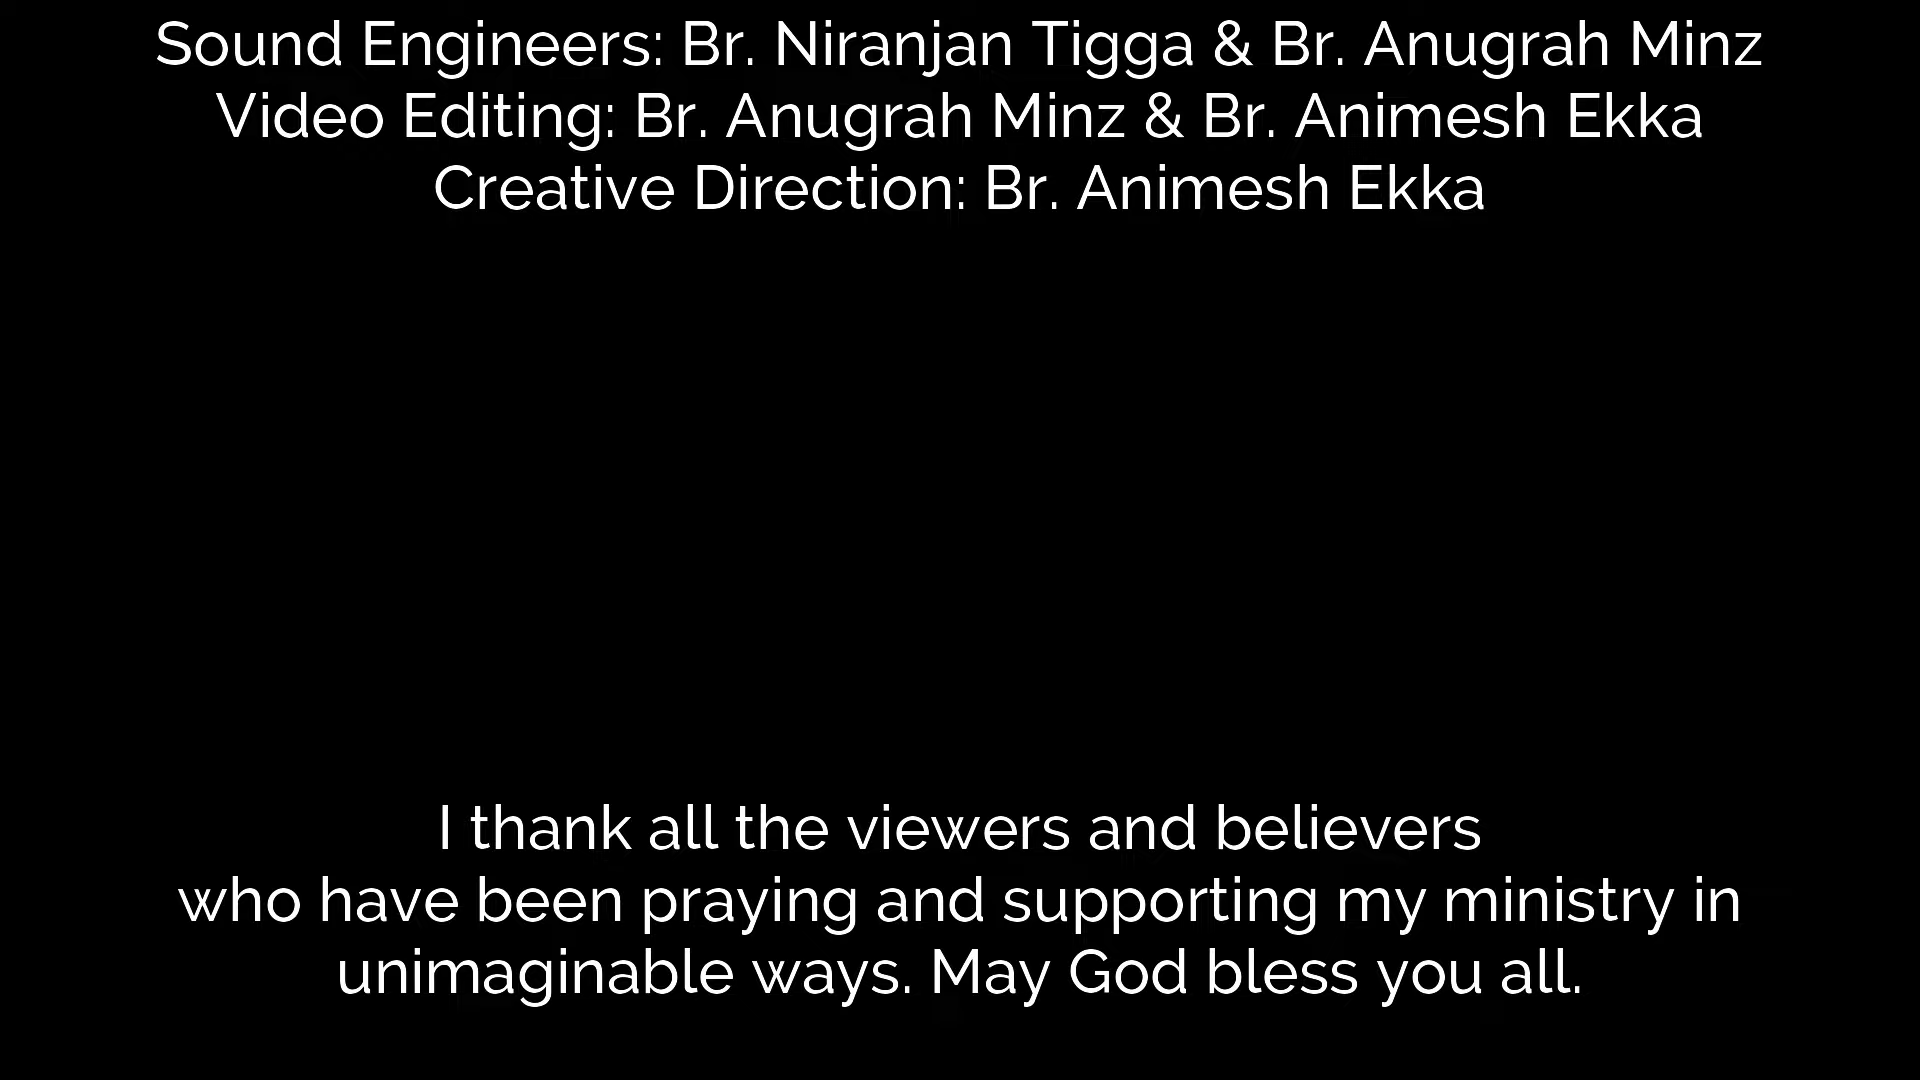 Sound Engineers: Br. Niranjan Tigga & Br. Anugrah Minz
Video Editing: Br. Anugrah Minz & Br. Animesh Ekka
Creative Direction: Br. Animesh Ekka
I thank all the viewers and believers
who have been praying and supporting my ministry in
unimaginable ways. May God bless you all.